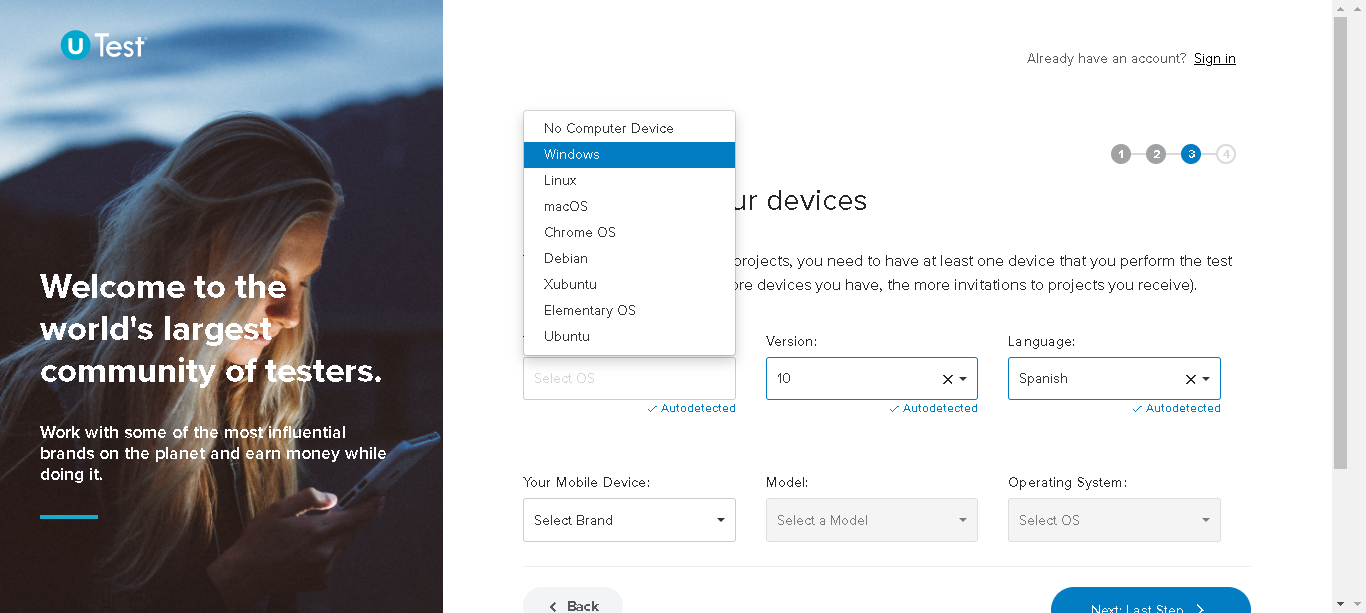 U Test
Already have an account? Sign in
No Computer Device
Windows
1 2 3 4
Linux
macOS
ur devices
Chrome OS
Debian
projects, you need to have at least one device that you perform the test
Xubuntu
ore devices you have, the more invitations to projects you receive).
Elementary OS
Ubuntu
Welcome to the
world's largest
community of testers.
Work with some of the most influential
brands on the planet and earn money while
doing it.
Version:
Language:
Select OS
10
Spanish
Autodetected
Autodetected
Autodetected
Your Mobile Device:
Model:
Operating System:
Select Brand
Select a Model
Select OS
Back
Next: Last Step